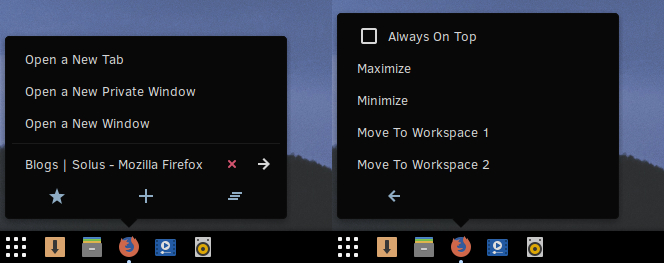 Open a New Tab
Open a New Private Window
Open a New Window
Blogs | Solus - Mozilla Firefox
Always On Top
Maximize
Minimize
Move To Workspace 1
Move To Workspace 2